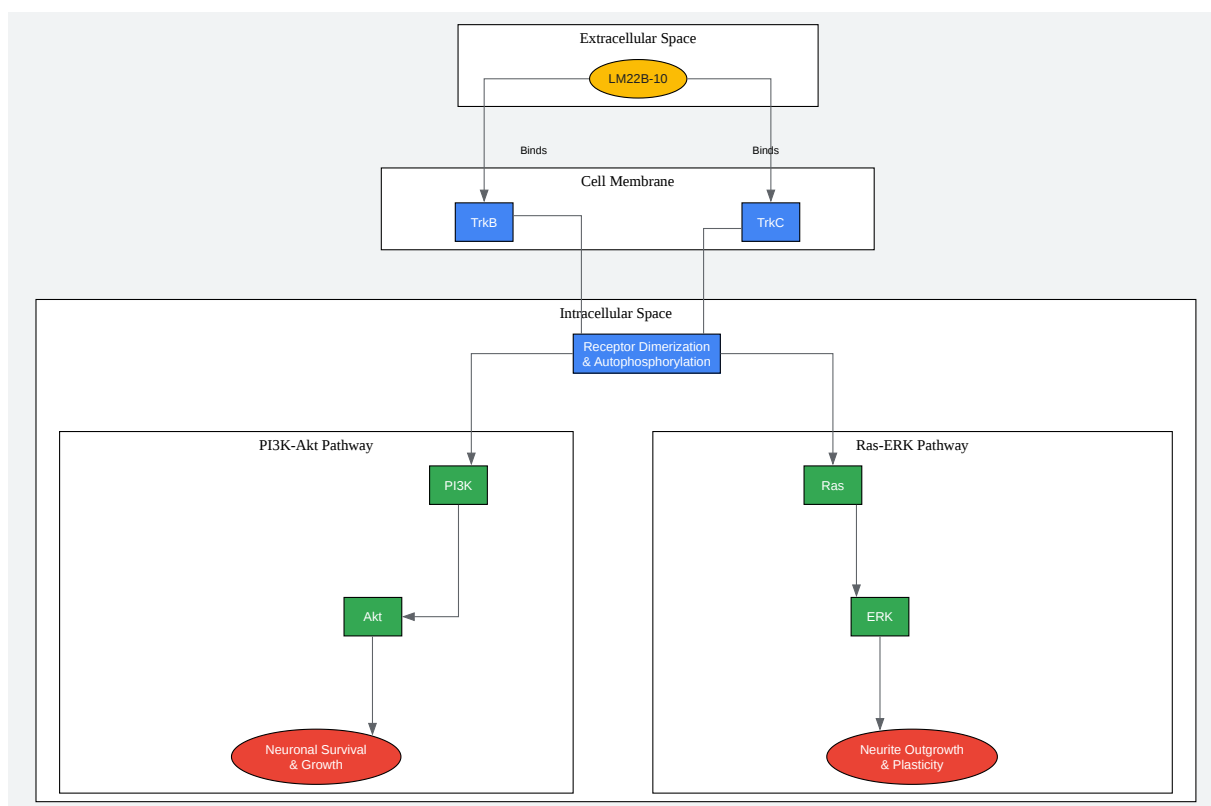 Extracellular Space
LM22B-10
Binds
Binds
Cell Membrane
TrkB
TrkC
Intracellular Space
Receptor Dimerization
& Autophosphorylation
PI3K-Akt Pathway
PI3K
Akt
Neuronal Survival
& Growth
Ras-ERK Pathway
Ras
ERK
Neurite Outgrowth
& Plasticity